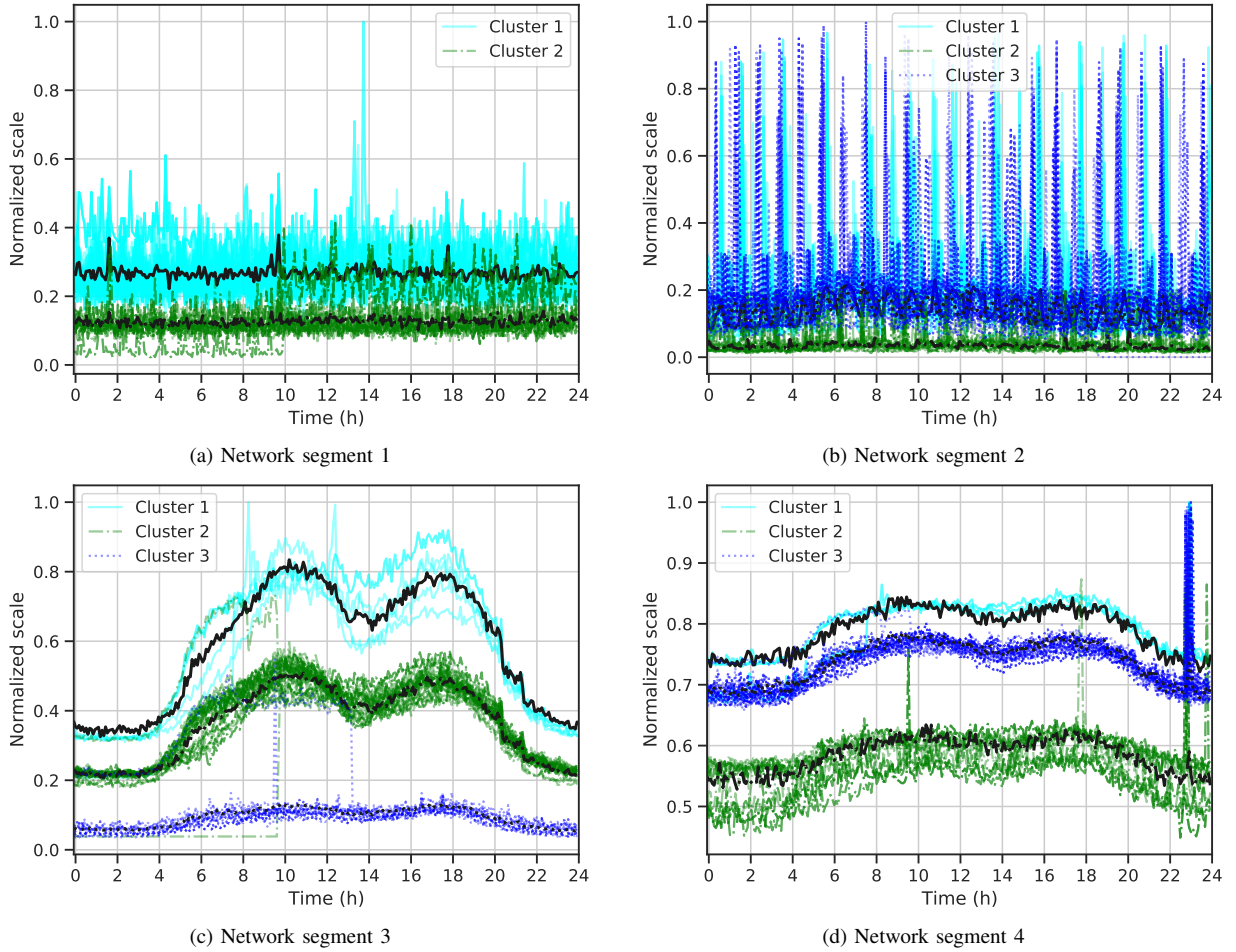 Normalized scale
1.0
0.8
0.6
0.4
0.2
0.0
Cluster 1
Cluster 2
0 2 4 6 8 10 12 14 16 18 20 22 24
Time (h)
(a) Network segment 1
Normalized scale
1.0
0.8
0.6
0.4
0.2
0.0
Cluster 1
Cluster 2
Cluster 3
0 2 4 6 8 10 12 14 16 18 20 22 24
Time (h)
(b) Network segment 2
Normalized scale
1.0
0.8
0.6
0.4
0.2
0.0
Cluster 1
Cluster 2
Cluster 3
0 2 4 6 8 10 12 14 16 18 20 22 24
Time (h)
(c) Network segment 3
Normalized scale
1.0
0.9
0.8
0.7
0.6
0.5
Cluster 1
Cluster 2
Cluster 3
0 2 4 6 8 10 12 14 16 18 20 22 24
Time (h)
(d) Network segment 4